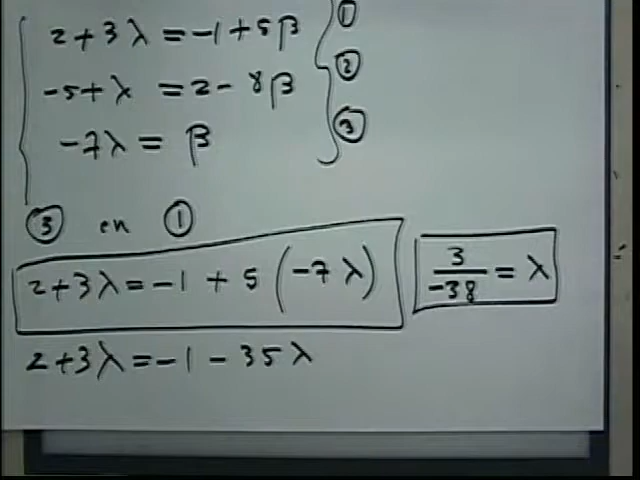 2+3λ=-1+5β ①
-5+λ=2-8β ②
-7λ=β ③
③ en ①
2+3λ=-1+5(-7λ)
3/-38=λ
2+3λ=-1-35λ